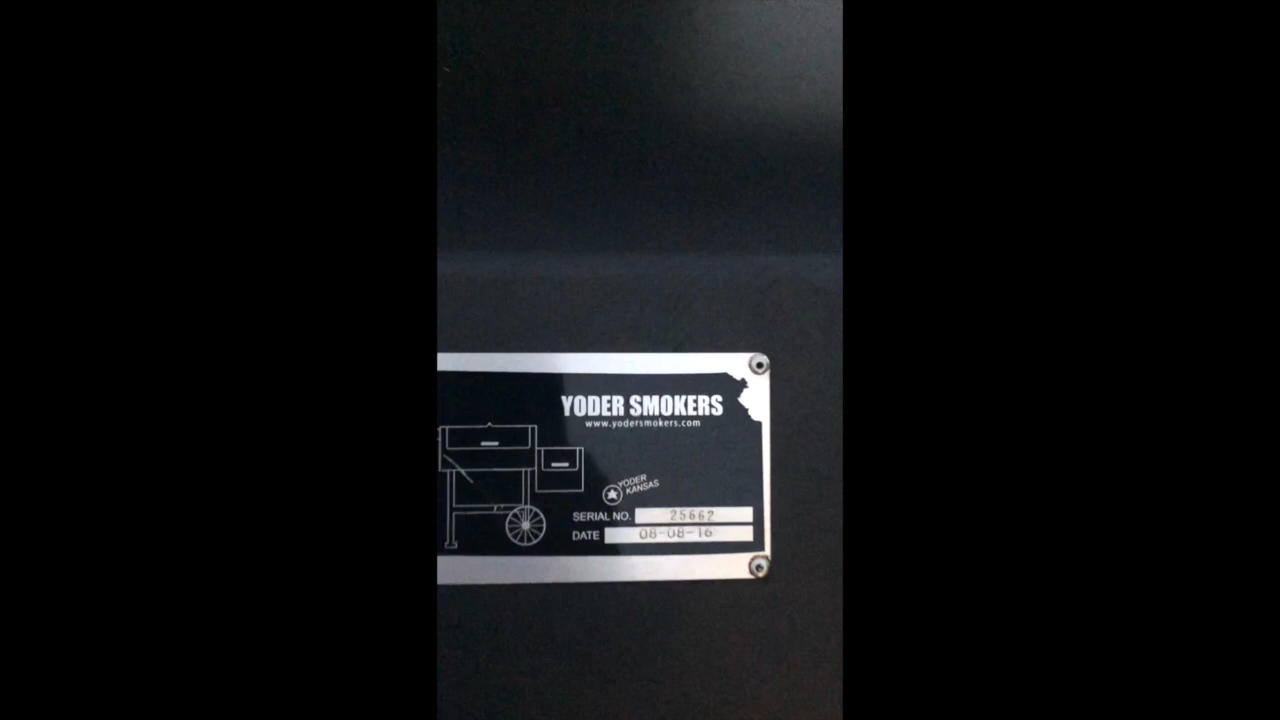 YODER SMOKERS
www.yodersmokers.com
YODER
KANSAS
SERIAL NO. 25662
DATE 08-08-16